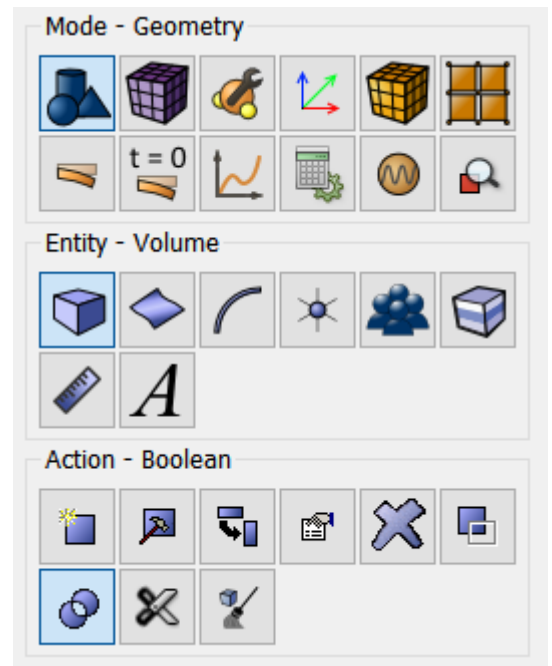 Mode - Geometry
t = 0
Entity - Volume
A
Action - Boolean